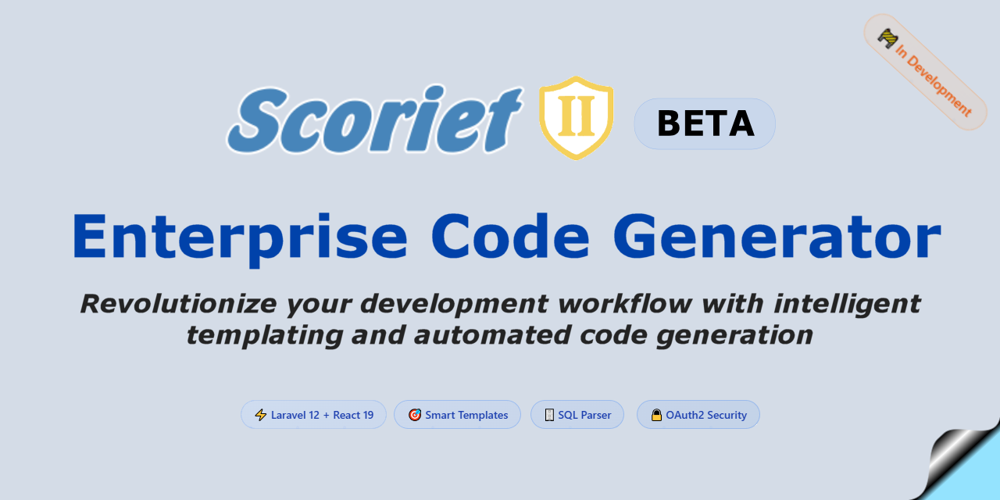 In Development
Scoriet II BETA
Enterprise Code Generator
Revolutionize your development workflow with intelligent
templating and automated code generation
Laravel 12 + React 19 Smart Templates SQL Parser OAuth2 Security